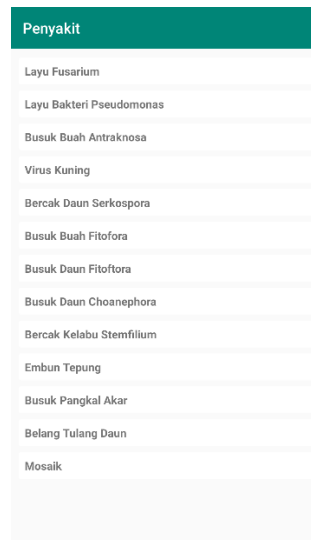 Penyakit
Layu Fusarium
Layu Bakteri Pseudomonas
Busuk Buah Antraknosa
Virus Kuning
Bercak Daun Serkospora
Busuk Buah Fitofora
Busuk Daun Fitoftora
Busuk Daun Choanephora
Bercak Kelabu Stemfilium
Embun Tepung
Busuk Pangkal Akar
Belang Tulang Daun
Mosaik